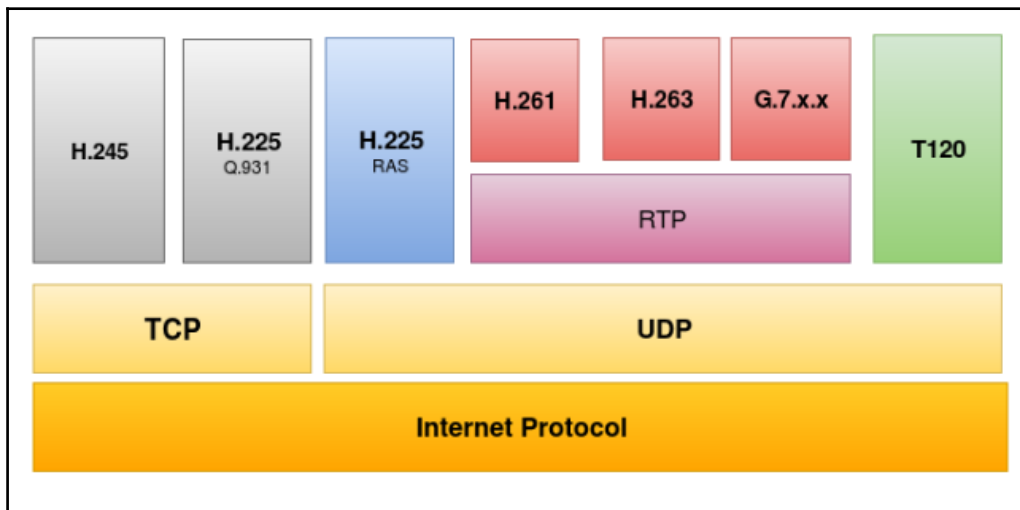 H.245
H.225
Q.931
H.225
RAS
H.261
H.263
G.7.x.x
T120
RTP
TCP
UDP
Internet Protocol